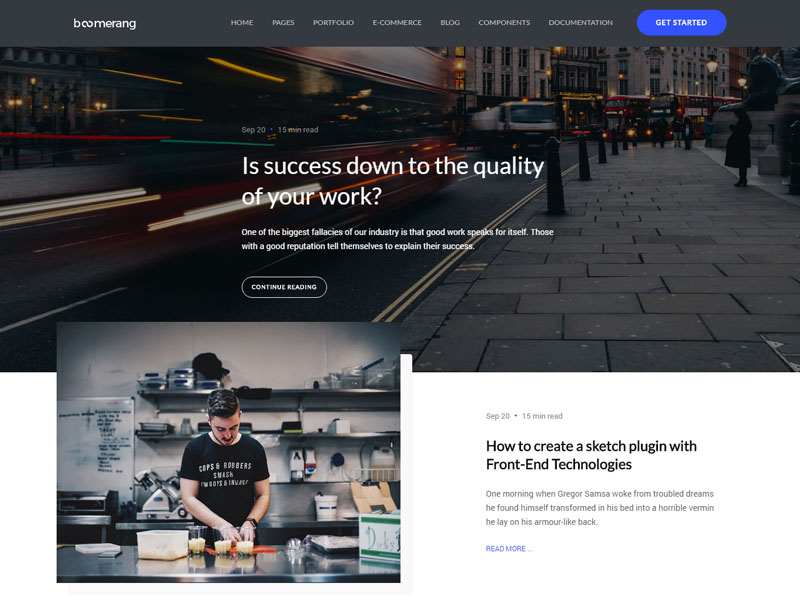 boomerang
HOME PAGES PORTFOLIO E-COMMERCE BLOG COMPONENTS DOCUMENTATION GET STARTED
Sep 20 • 15 min read
Is success down to the quality
of your work?
One of the biggest fallacies of our industry is that good work speaks for itself. Those
with a good reputation tell themselves to explain their success.
CONTINUE READING
COPS & ROBBERS
SMASH
COWBOYS & INDIANS
Sep 20 • 15 min read
How to create a sketch plugin with
Front-End Technologies
One morning when Gregor Samsa woke from troubled dreams
he found himself transformed in his bed into a horrible vermin
he lay on his armour-like back.
READ MORE ...